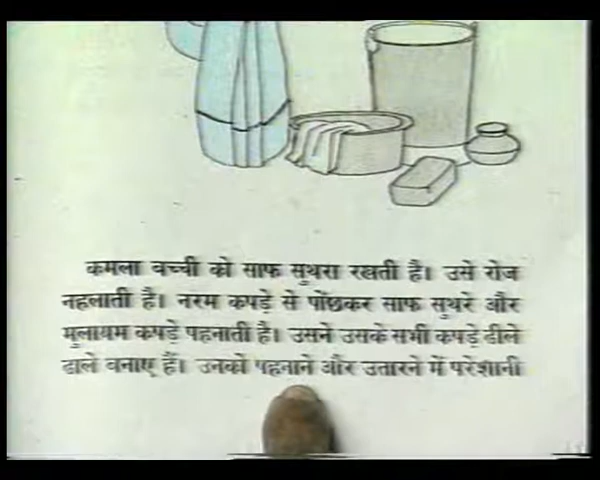 कमला बच्ची को साफ सुथरा रखती है। उसे रोज
नहलाती है। नरम कपड़े से पोंछकर साफ सुथरे और
मुलायम कपड़े पहनाती है। उसने उसके सभी कपड़े ढीले
ढाले बनाए हैं। उनको पहनाने और उतारने में परेशानी